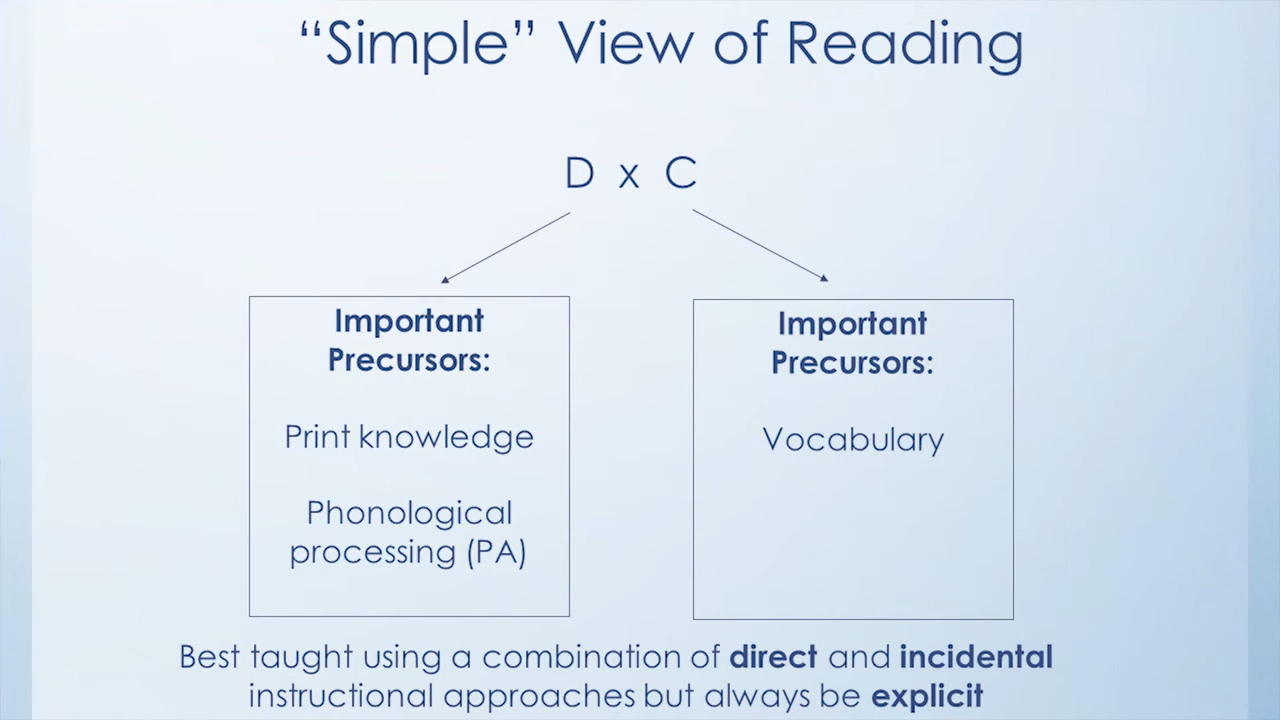 “Simple” View of Reading
D x C
Important
Precursors:
Print knowledge
Phonological
processing (PA)
Important
Precursors:
Vocabulary
Best taught using a combination of direct and incidental
instructional approaches but always be explicit